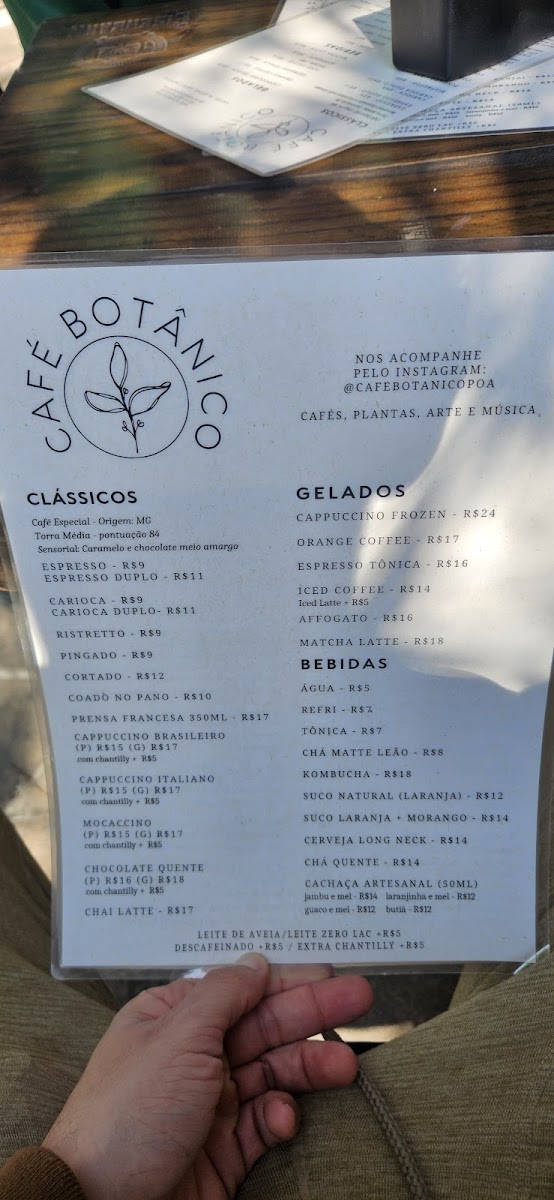 CAFÉ BOTÂNICO
NOS ACOMPANHE
PELO INSTAGRAM:
@CAFEBOTANICOPOA
CAFÉS, PLANTAS, ARTE E MÚSICA
CLÁSSICOS
Café Especial - Origem: MG
Torra Média - pontuação 84
Sensorial: Caramelo e chocolate meio amargo
ESPRESSO - R$9
ESPRESSO DUPLO - R$11
CARIOCA - R$9
CARIOCA DUPLO- R$11
RISTRETTO - R$9
PINGADO - R$9
CORTADO - R$12
COADO NO PANO - R$10
PRENSA FRANCESA 350ML - R$17
CAPPUCCINO BRASILEIRO
(P) R$15 (G) R$17
com chantilly + R$5
CAPPUCCINO ITALIANO
(P) R$15 (G) R$17
com chantilly + R$5
MOCACCINO
(P) R$15 (G) R$17
com chantilly + R$5
CHOCOLATE QUENTE
(P) R$16 (G) R$18
com chantilly + R$5
CHAI LATTE - R$17
GELADOS
CAPPUCCINO FROZEN - R$24
ORANGE COFFEE - R$17
ESPRESSO TÔNICA - R$16
ICED COFFEE - R$14
Iced Latte + R$5
AFFOGATO - R$16
MATCHA LATTE - R$18
BEBIDAS
ÁGUA - R$5
REFRI - R$7
TÔNICA - R$7
CHÁ MATTE LEÃO - R$8
KOMBUCHA - R$18
SUCO NATURAL (LARANJA) - R$12
SUCO LARANJA + MORANGO - R$14
CERVEJA LONG NECK - R$14
CHÁ QUENTE - R$14
CACHAÇA ARTESANAL (50ML)
jambu e mel - R$14 laranjinha e mel - R$12
guaco e mel - R$12 butiá - R$12
LEITE DE AVEIA/LEITE ZERO LAC +R$5
DESCAFEINADO +R$5 / EXTRA CHANTILLY +R$5
CLÁSSICOS
GELADOS
EXTRA CHANTILLY +R$5